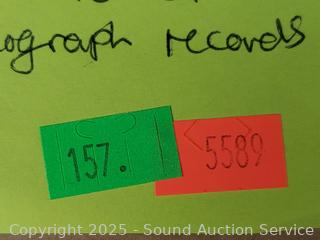 ograph records
157.
5589
Copyright 2025 - Sound Auction Service